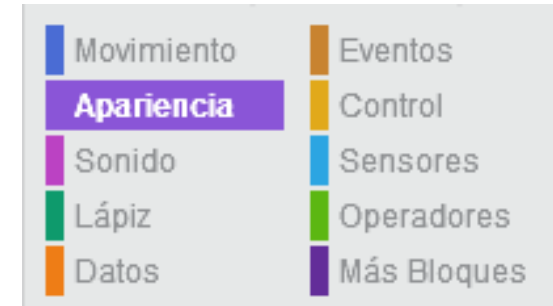 Movimiento
Apariencia
Sonido
Lápiz
Datos
Eventos
Control
Sensores
Operadores
Más Bloques